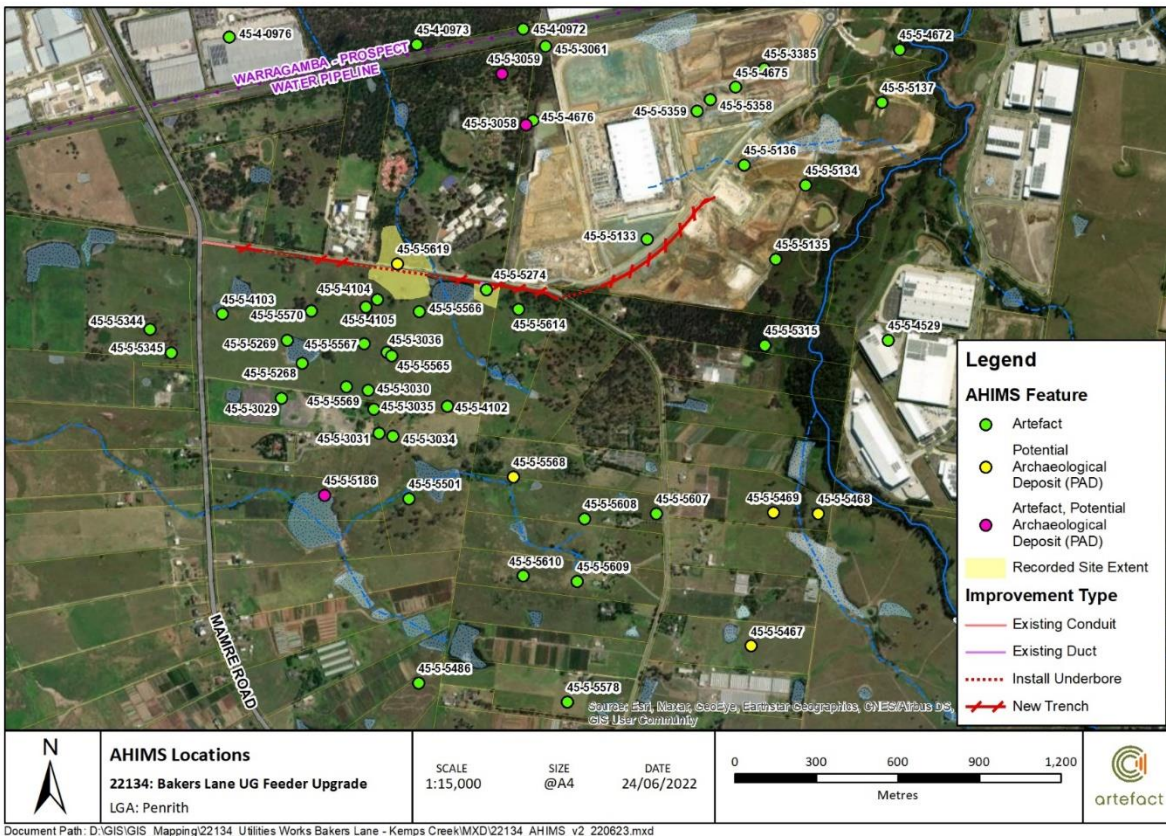 45-4-0976
45-4-0973
45-4-0972
45-5-3061
45-5-3059
WARRAGAMBA - PROSPECT
WATER PIPELINE
45-5-3385
45-5-4672
45-5-4675
45-5-5137
45-5-5358
45-5-5359
45-5-4676
45-5-3058
45-5-5136
45-5-5134
45-5-5133
45-5-5135
45-5-5619
45-5-5274
45-5-4104
45-5-4103
45-5-5570
45-5-4105
45-5-5566
45-5-5614
45-5-5344
45-5-5345
45-5-5269
45-5-5567
45-5-3036
45-5-5565
45-5-5268
45-5-5315
45-5-4529
45-5-3029
45-5-5569
45-5-3030
45-5-3035
45-5-4102
45-5-3031
45-5-3034
45-5-5186
45-5-5501
45-5-5568
45-5-5608
45-5-5607
45-5-5469
45-5-5468
45-5-5610
45-5-5609
45-5-5467
45-5-5486
45-5-5578
MAMRE ROAD
Source: Esri, Maxar, GeoEye, Earthstar Geographics, CNES/Airbus DS,
GIS User Community
Legend
AHIMS Feature
Artefact
Potential
Archaeological
Deposit (PAD)
Artefact, Potential
Archaeological
Deposit (PAD)
Recorded Site Extent
Improvement Type
Existing Conduit
Existing Duct
Install Underbore
New Trench
N
AHIMS Locations
22134: Bakers Lane UG Feeder Upgrade
LGA: Penrith
SCALE
1:15,000
SIZE
@A4
DATE
24/06/2022
0 300 600 900 1,200
Metres
artefact
Document Path: D:\GIS\GIS_Mapping\22134_Utilities Works Bakers Lane - Kemps Creek\MXD\22134_AHIMS_v2_220623.mxd